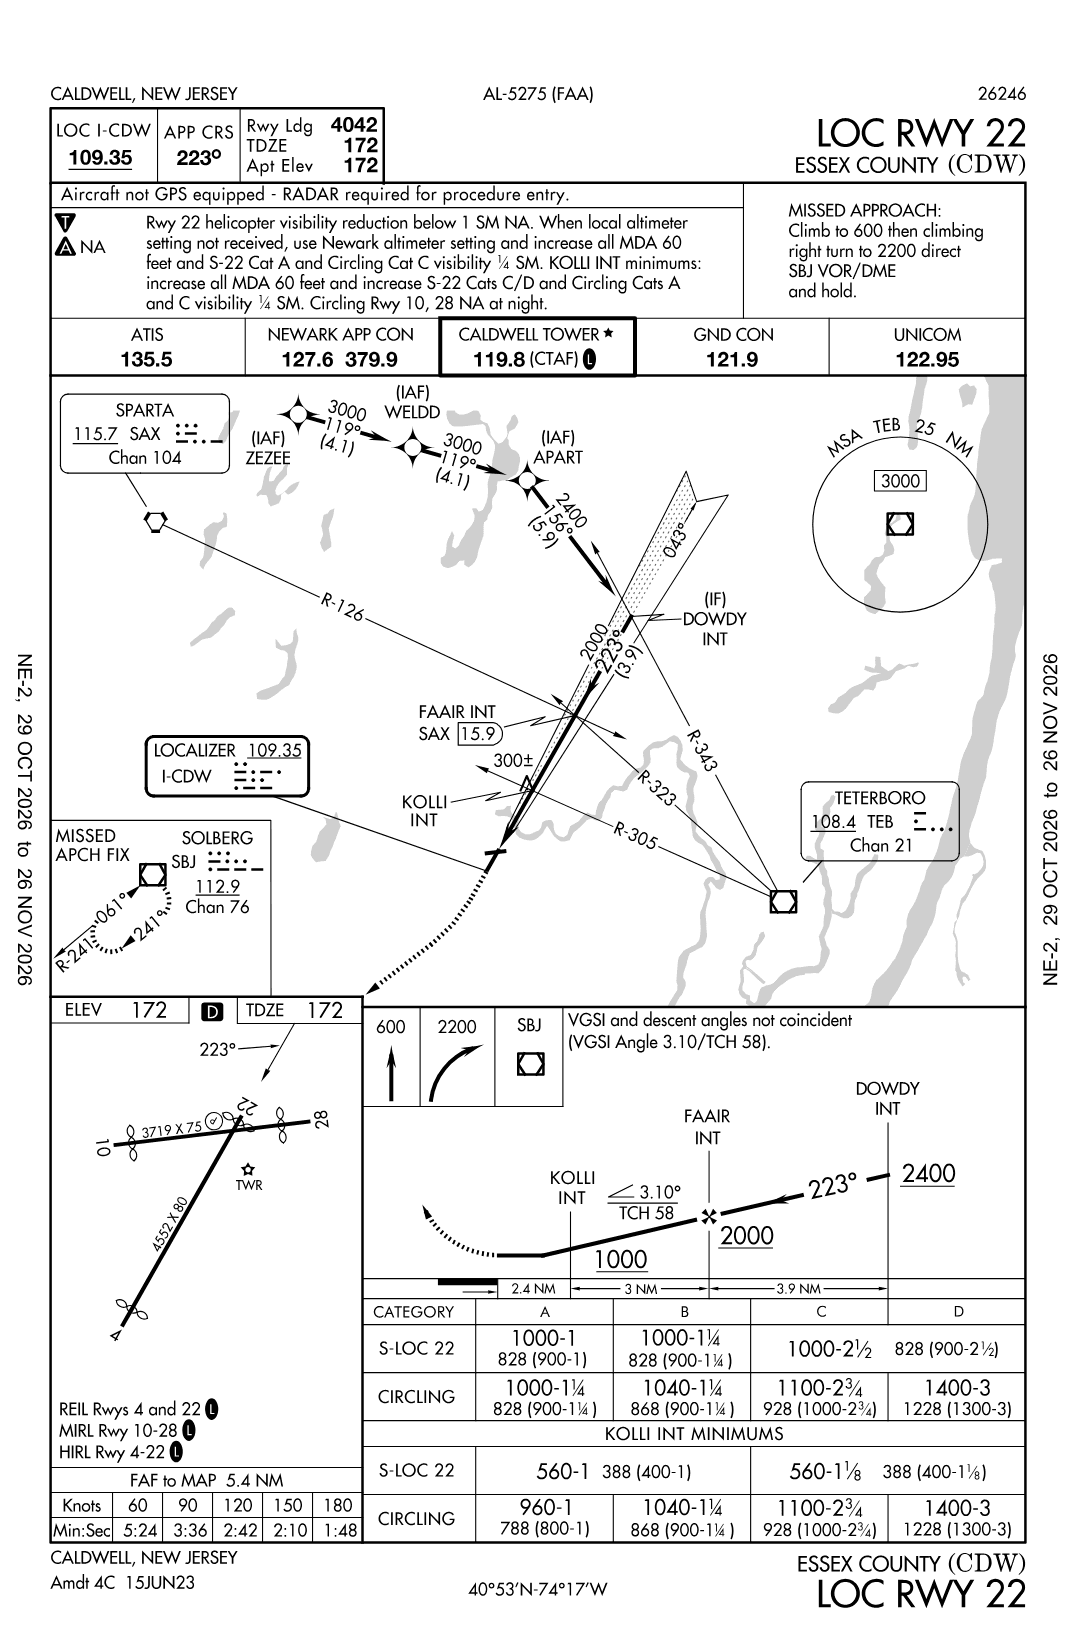 CALDWELL, NEW JERSEY
AL-5275 (FAA)
26246
LOC I-CDW
109.35
APP CRS
223°
Rwy Ldg 4042
TDZE 172
Apt Elev 172
LOC RWY 22
ESSEX COUNTY (CDW)
Aircraft not GPS equipped - RADAR required for procedure entry.
T
A NA
Rwy 22 helicopter visibility reduction below 1 SM NA. When local altimeter
setting not received, use Newark altimeter setting and increase all MDA 60
feet and S-22 Cat A and Circling Cat C visibility ¼ SM. KOLLI INT minimums:
increase all MDA 60 feet and increase S-22 Cats C/D and Circling Cats A
and C visibility ¼ SM. Circling Rwy 10, 28 NA at night.
MISSED APPROACH:
Climb to 600 then climbing
right turn to 2200 direct
SBJ VOR/DME
and hold.
ATIS
135.5
NEWARK APP CON
127.6 379.9
CALDWELL TOWER ★
119.8 (CTAF) L
GND CON
121.9
UNICOM
122.95
SPARTA
115.7 SAX
Chan 104
(IAF)
ZEZEE
3000
119°
(4.1)
(IAF)
WELDD
3000
119°
(4.1)
(IAF)
APART
2400
156°
(5.9)
MSA TEB 25 NM
3000
043°
R-126
(IF)
DOWDY
INT
2000
223°
(3.9)
FAAIR INT
SAX 15.9
R-343
300±
KOLLI
INT
R-323
R-305
LOCALIZER 109.35
I-CDW
TETERBORO
108.4 TEB
Chan 21
MISSED
APCH FIX
SOLBERG
SBJ
112.9
Chan 76
061°
241°
R-241
NE-2, 29 OCT 2026 to 26 NOV 2026
NE-2, 29 OCT 2026 to 26 NOV 2026
ELEV 172
D
TDZE 172
223°
22
28
10
3719 X 75
TWR
4552 X 80
4
REIL Rwys 4 and 22 L
MIRL Rwy 10-28 L
HIRL Rwy 4-22 L
FAF to MAP 5.4 NM
Knots 60 90 120 150 180
Min:Sec 5:24 3:36 2:42 2:10 1:48
600
2200
SBJ
VGSI and descent angles not coincident
(VGSI Angle 3.10/TCH 58).
DOWDY
INT
FAAIR
INT
KOLLI
INT
3.10°
TCH 58
223°
2400
2000
1000
2.4 NM
3 NM
3.9 NM
CATEGORY A B C D
S-LOC 22
1000-1
828 (900-1)
1000-1¼
828 (900-1¼)
1000-2½ 828 (900-2½)
CIRCLING
1000-1¼
828 (900-1¼)
1040-1¼
868 (900-1¼)
1100-2¾
928 (1000-2¾)
1400-3
1228 (1300-3)
KOLLI INT MINIMUMS
S-LOC 22
560-1 388 (400-1)
560-1⅛ 388 (400-1⅛)
CIRCLING
960-1
788 (800-1)
1040-1¼
868 (900-1¼)
1100-2¾
928 (1000-2¾)
1400-3
1228 (1300-3)
CALDWELL, NEW JERSEY
Amdt 4C 15JUN23
40°53'N-74°17'W
ESSEX COUNTY (CDW)
LOC RWY 22